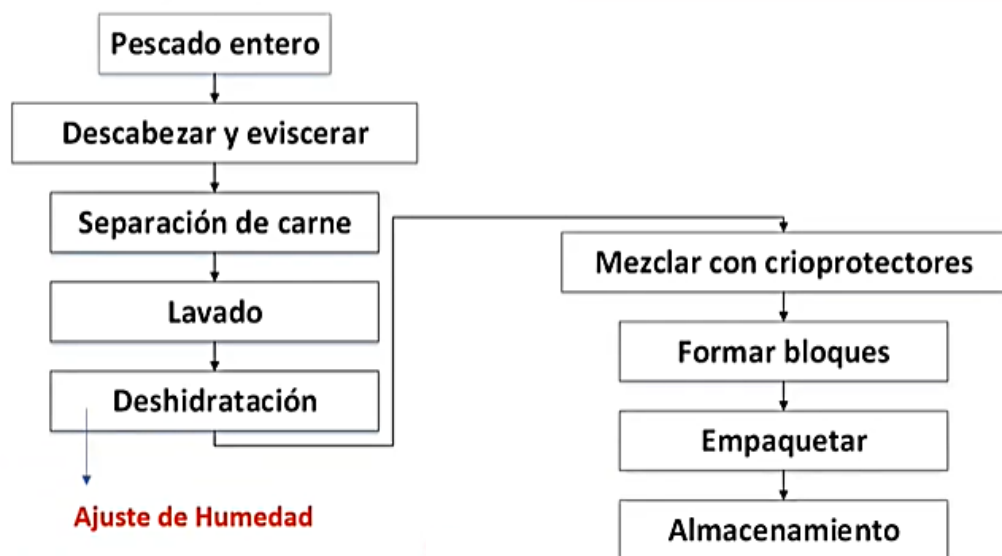 Pescado entero
Descabezar y eviscerar
Separación de carne
Lavado
Deshidratación
Ajuste de Humedad
Mezclar con crioprotectores
Formar bloques
Empaquetar
Almacenamiento